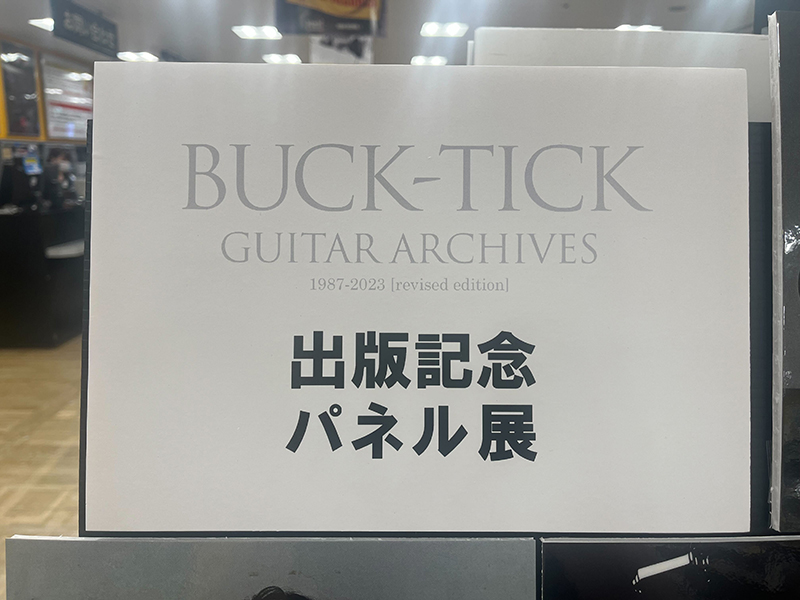 BUCK-TICK
GUITAR ARCHIVES
1987-2023 [revised edition]
出版記念
パネル展